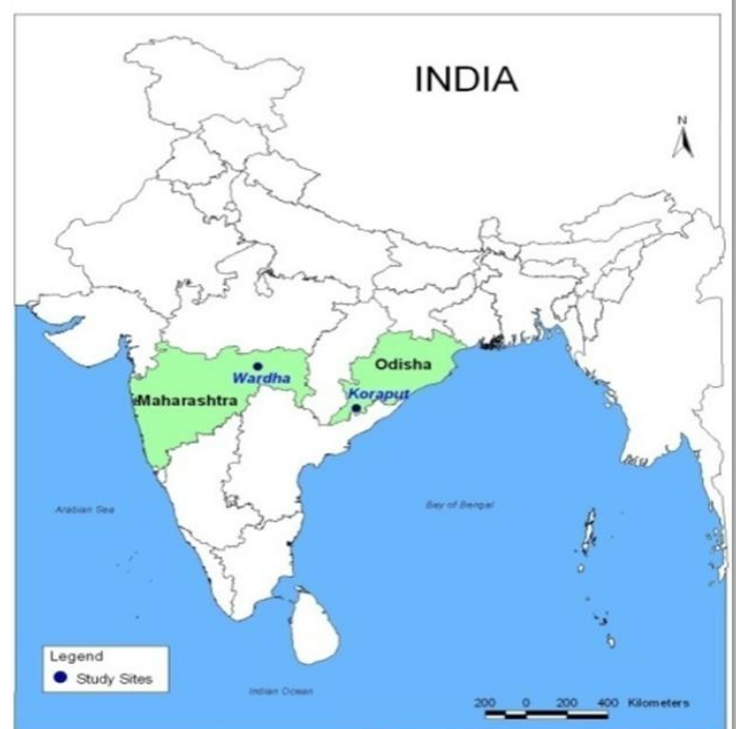 INDIA
N
Odisha
Wardha
Koraput
Maharashtra
Arabian Sea
Bay of Bengal
Legend
Study Sites
Indian Ocean
200 0 200 400 Kilometers